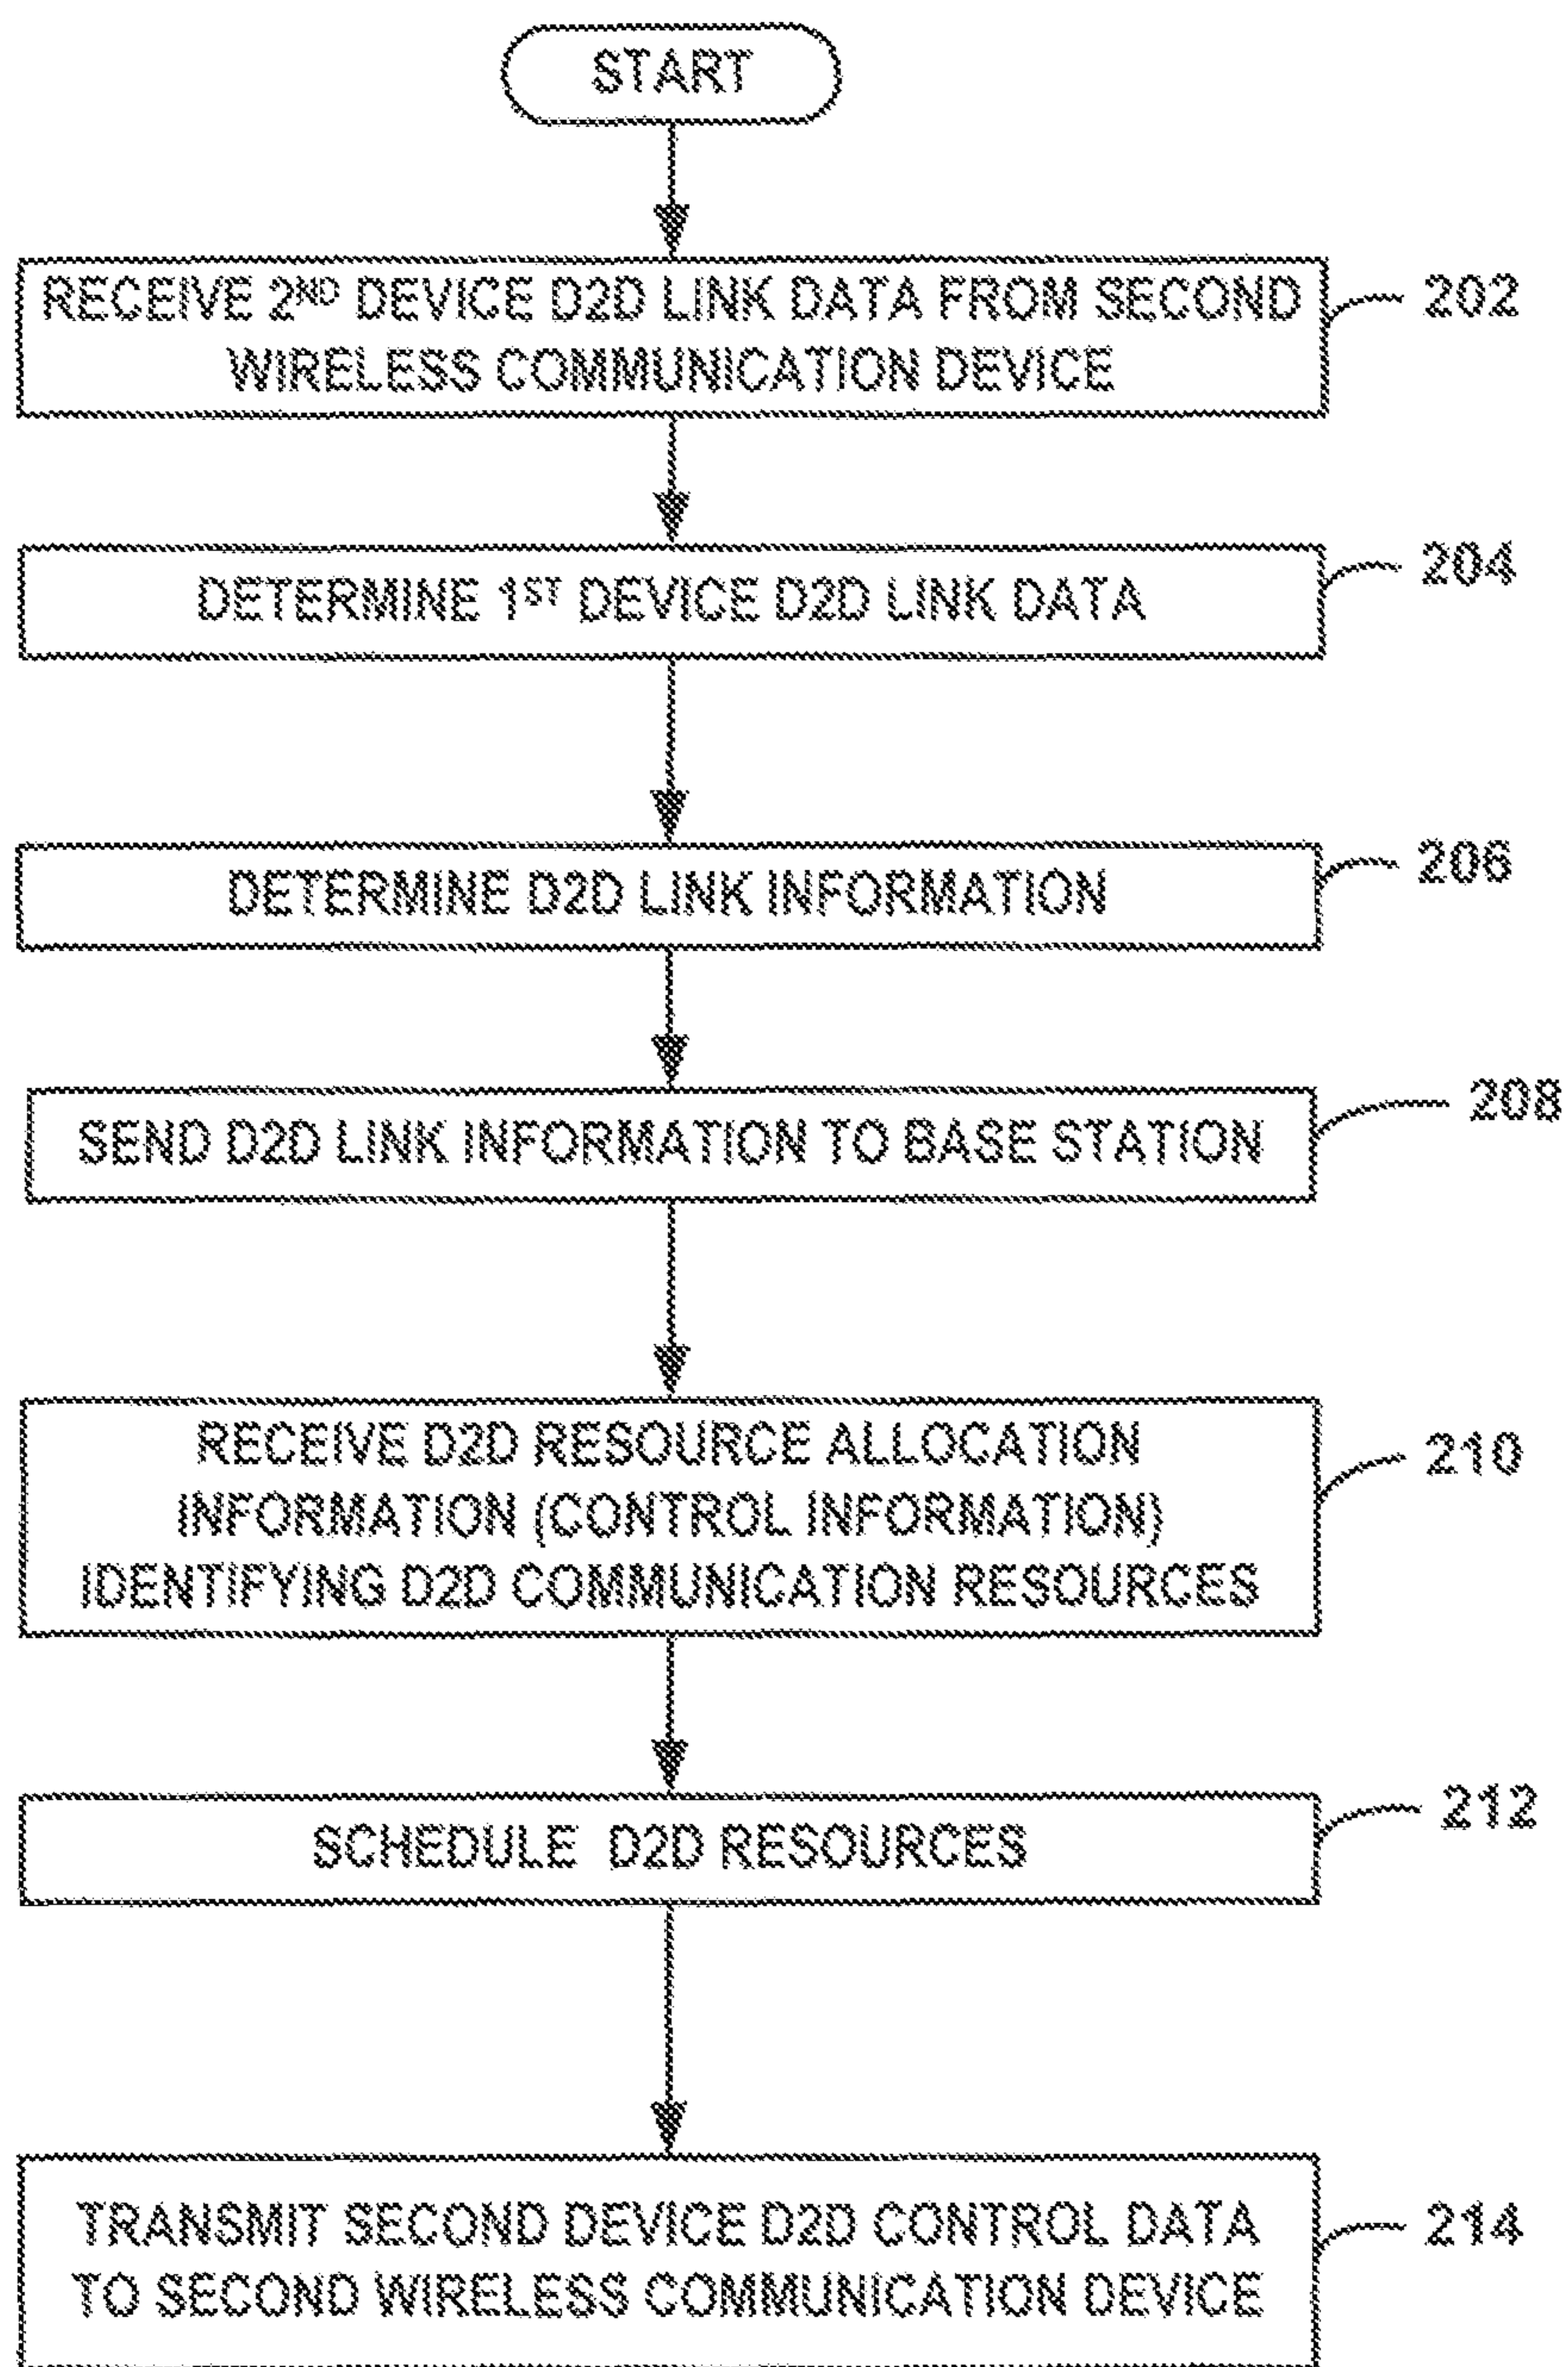 START
RECEIVE 2ND DEVICE D2D LINK DATA FROM SECOND
WIRELESS COMMUNICATION DEVICE
202
DETERMINE 1ST DEVICE D2D LINK DATA
204
DETERMINE D2D LINK INFORMATION
206
SEND D2D LINK INFORMATION TO BASE STATION
208
RECEIVE D2D RESOURCE ALLOCATION
INFORMATION (CONTROL INFORMATION)
IDENTIFYING D2D COMMUNICATION RESOURCES
210
SCHEDULE D2D RESOURCES
212
TRANSMIT SECOND DEVICE D2D CONTROL DATA
TO SECOND WIRELESS COMMUNICATION DEVICE
214